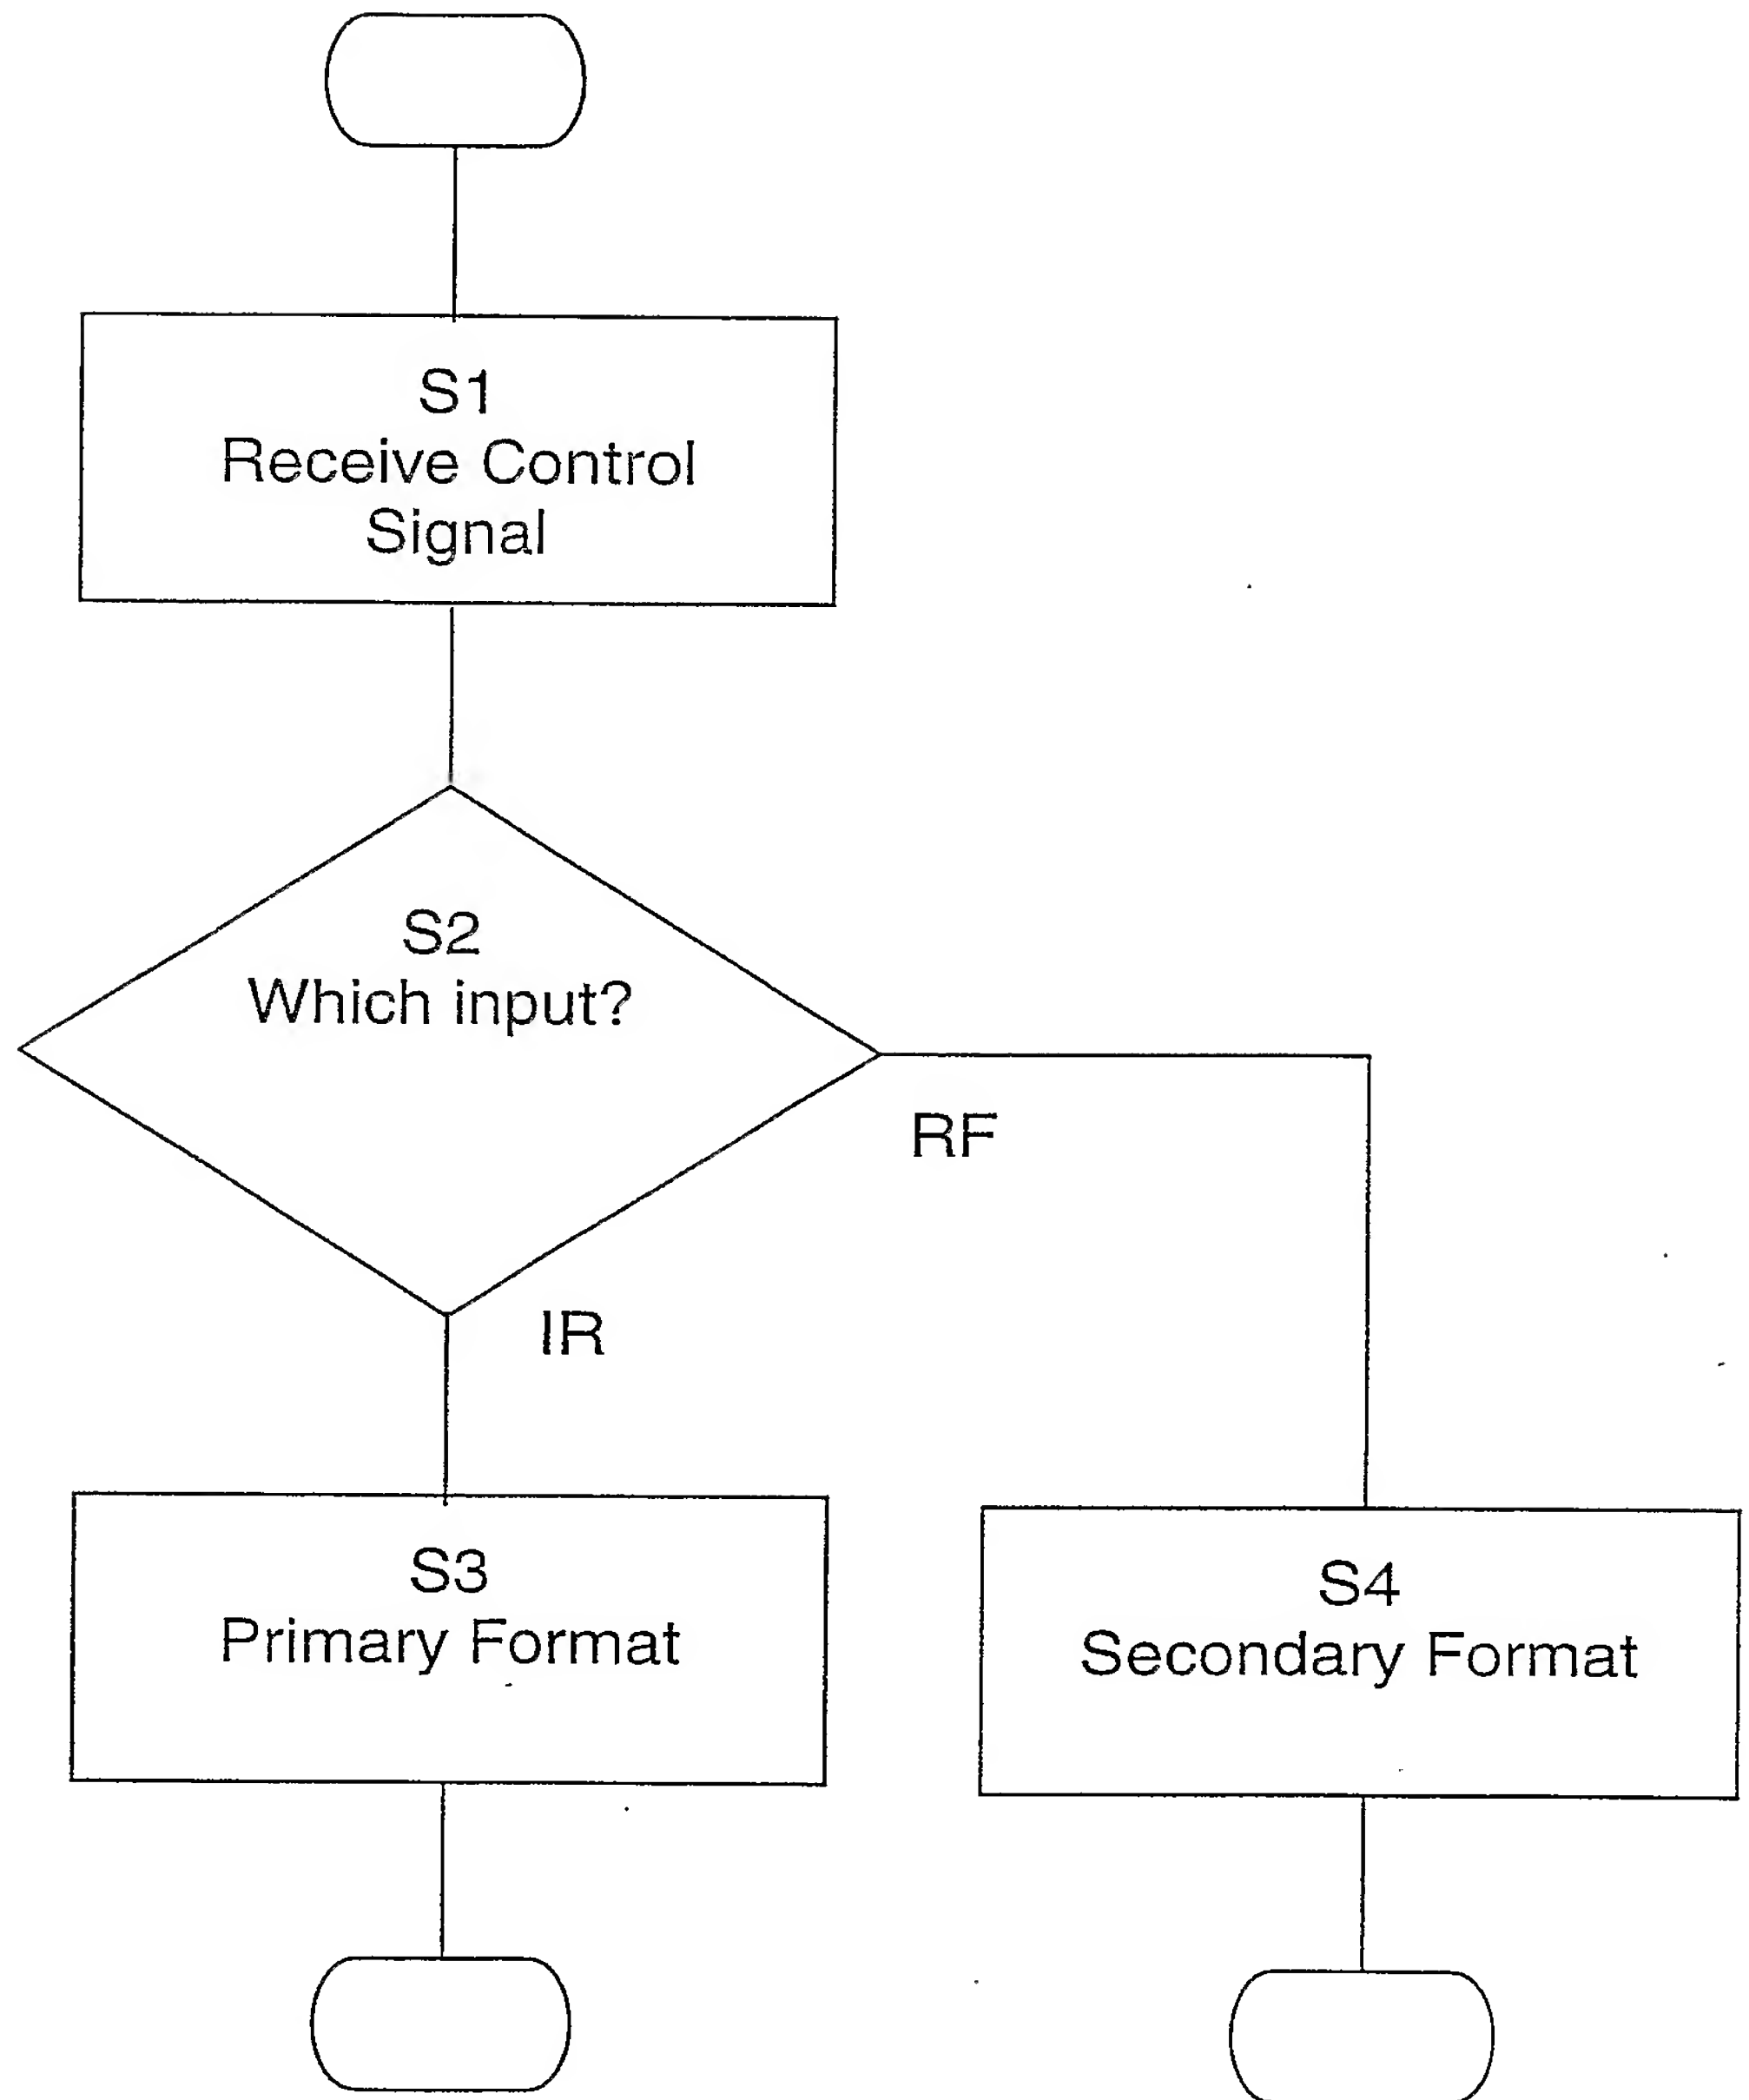 S1
Receive Control
Signal
S2
Which input?
RF
IR
S3
Primary Format
S4
Secondary Format